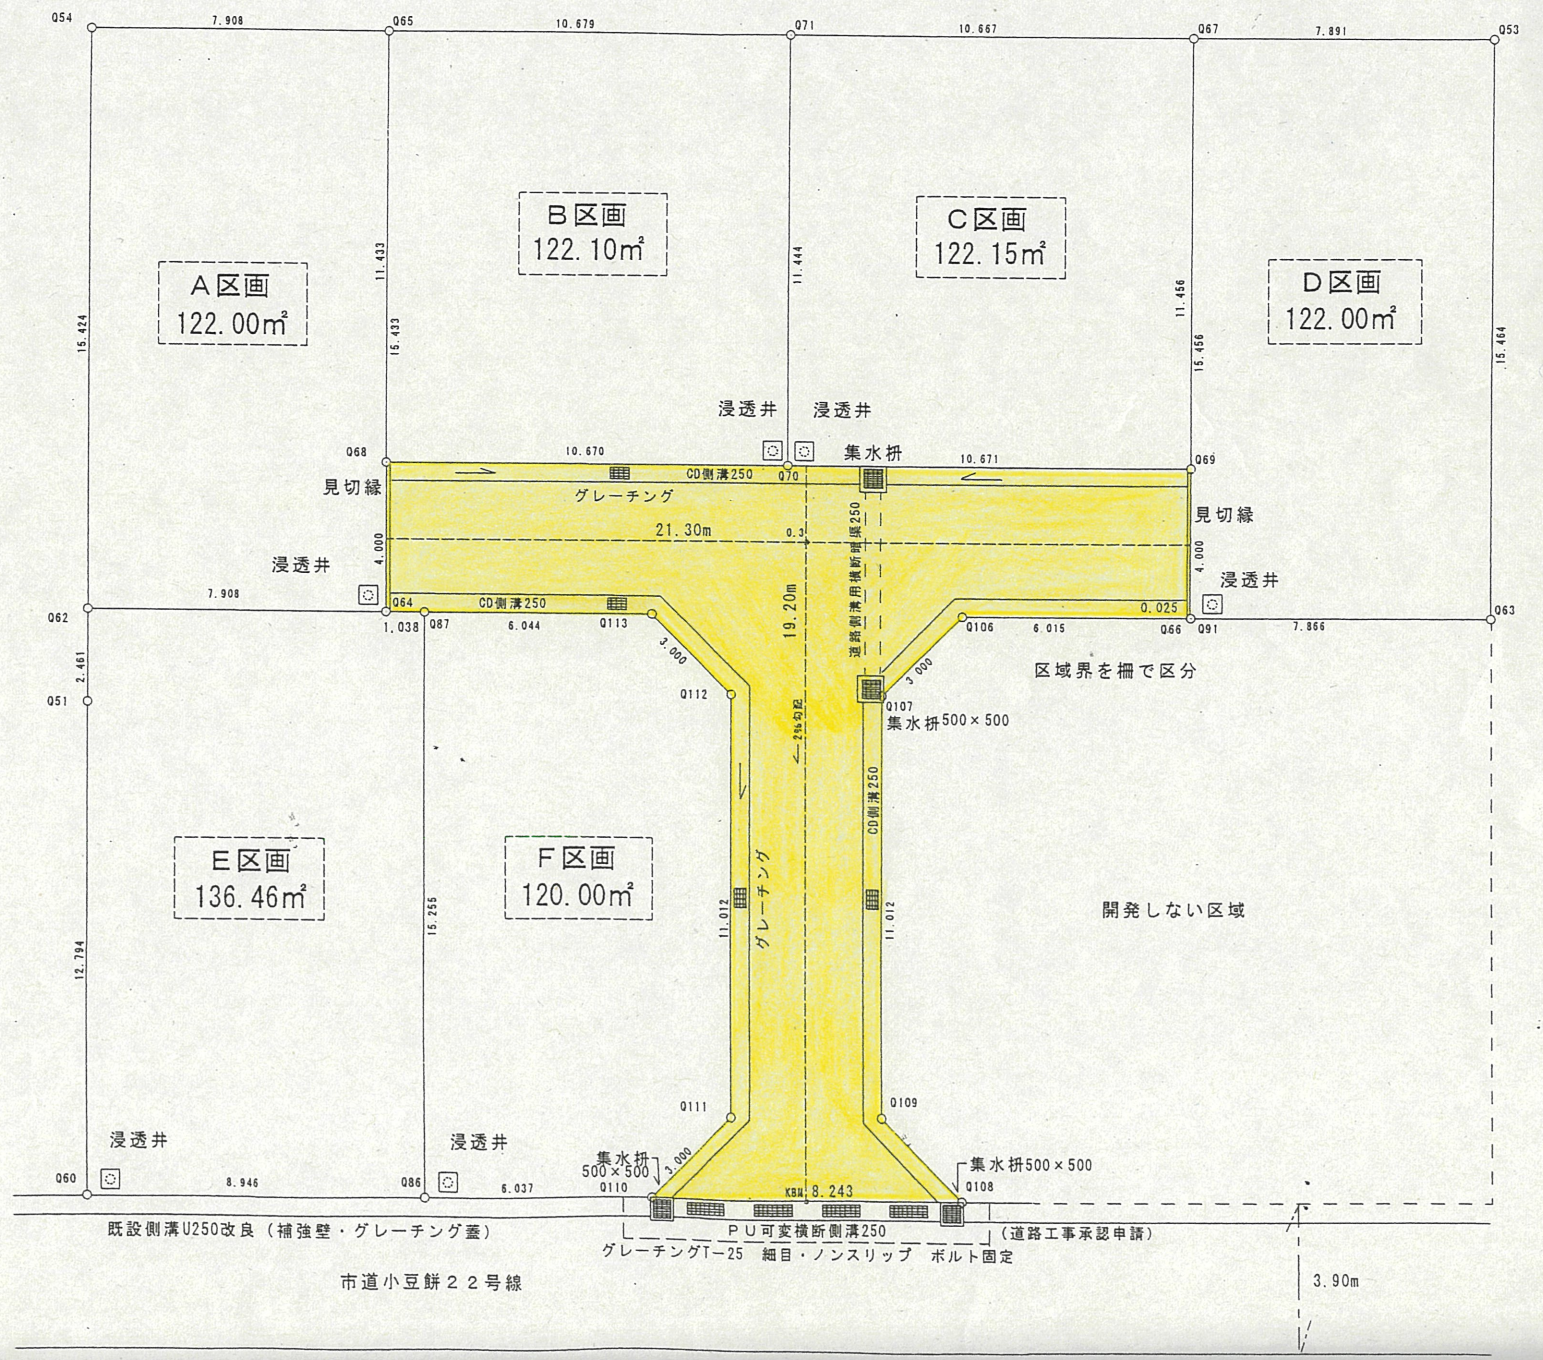 Q54
7.908
Q65
10.679
Q71
10.667
Q67
7.891
Q53
B区画
122.10㎡
C区画
122.15㎡
A区画
122.00㎡
D区画
122.00㎡
11.433
11.444
11.456
15.424
15.433
15.456
15.464
浸透井
浸透井
集水枡
Q68
10.670
Q70
10.671
Q69
CD側溝250
グレーチング
見切縁
見切縁
21.30m
0.3
道路側溝用横断暗渠250
4.000
4.000
浸透井
浸透井
7.908
Q62
Q64
CD側溝250
19.20m
0.025
Q63
1.038
Q87
6.044
Q113
Q106
6.015
Q66
Q91
7.866
3.000
3.000
区域界を柵で区分
2.461
Q51
Q112
Q107
集水枡500×500
2%勾配
CD側溝250
E区画
136.46㎡
F区画
120.00㎡
グレーチング
15.255
11.012
11.012
開発しない区域
12.794
Q111
Q109
浸透井
浸透井
集水枡
500×500
3.000
集水枡500×500
Q60
8.946
Q86
6.037
Q110
KBM
8.243
Q108
既設側溝U250改良（補強壁・グレーチング蓋）
PU可変横断側溝250
（道路工事承認申請）
グレーチングT-25 細目・ノンスリップ ボルト固定
市道小豆餅22号線
3.90m